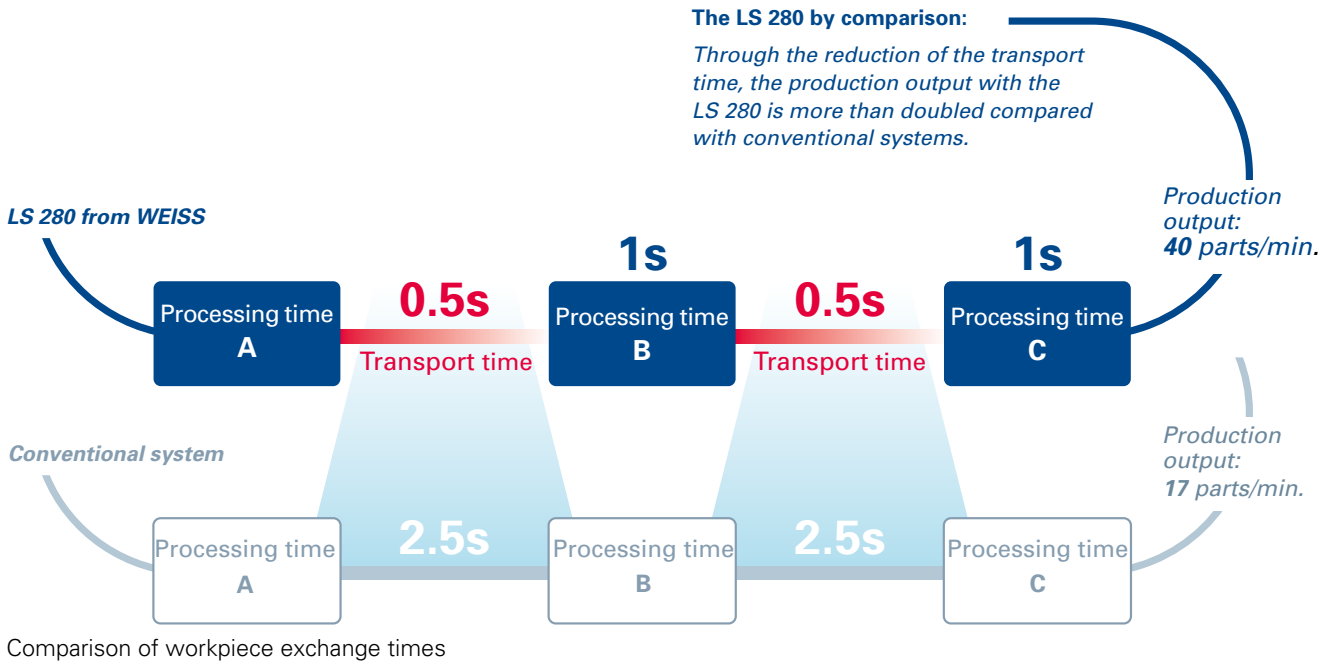 The LS 280 by comparison:
Through the reduction of the transport
time, the production output with the
LS 280 is more than doubled compared
with conventional systems.
LS 280 from WEISS
Production
output:
40 parts/min.
1s
1s
0.5s
0.5s
Processing time
A
Transport time
Processing time
B
Transport time
Processing time
C
Conventional system
Production
output:
17 parts/min.
2.5s
2.5s
Processing time
A
Processing time
B
Processing time
C
Comparison of workpiece exchange times